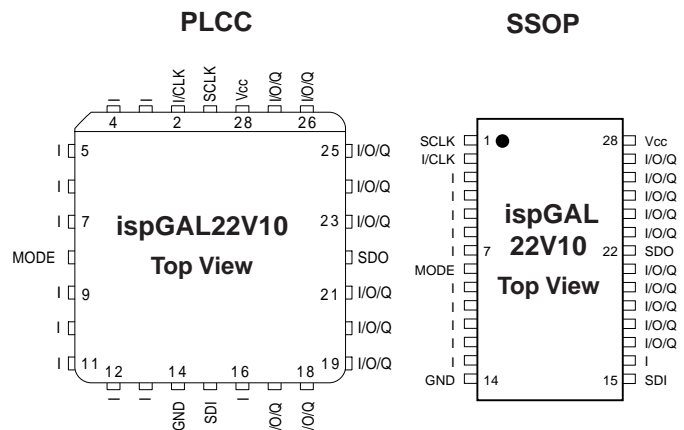 PLCC
I
I
I/CLK
SCLK
Vcc
I/O/Q
I/O/Q
4
2
28
26
I 5
25 I/O/Q
I
I/O/Q
I 7
23 I/O/Q
ispGAL22V10
Top View
MODE
SDO
I 9
21 I/O/Q
I
I/O/Q
I 11
19 I/O/Q
12
14
16
18
I
I
GND
SDI
I
I/O/Q
I/O/Q
SSOP
SCLK 1
28 Vcc
I/CLK
I/O/Q
I
I/O/Q
I
I/O/Q
I
I/O/Q
I
I/O/Q
I 7
22 SDO
ispGAL
22V10
Top View
MODE
I/O/Q
I
I/O/Q
I
I/O/Q
I
I/O/Q
I
I/O/Q
I
I
GND 14
15 SDI